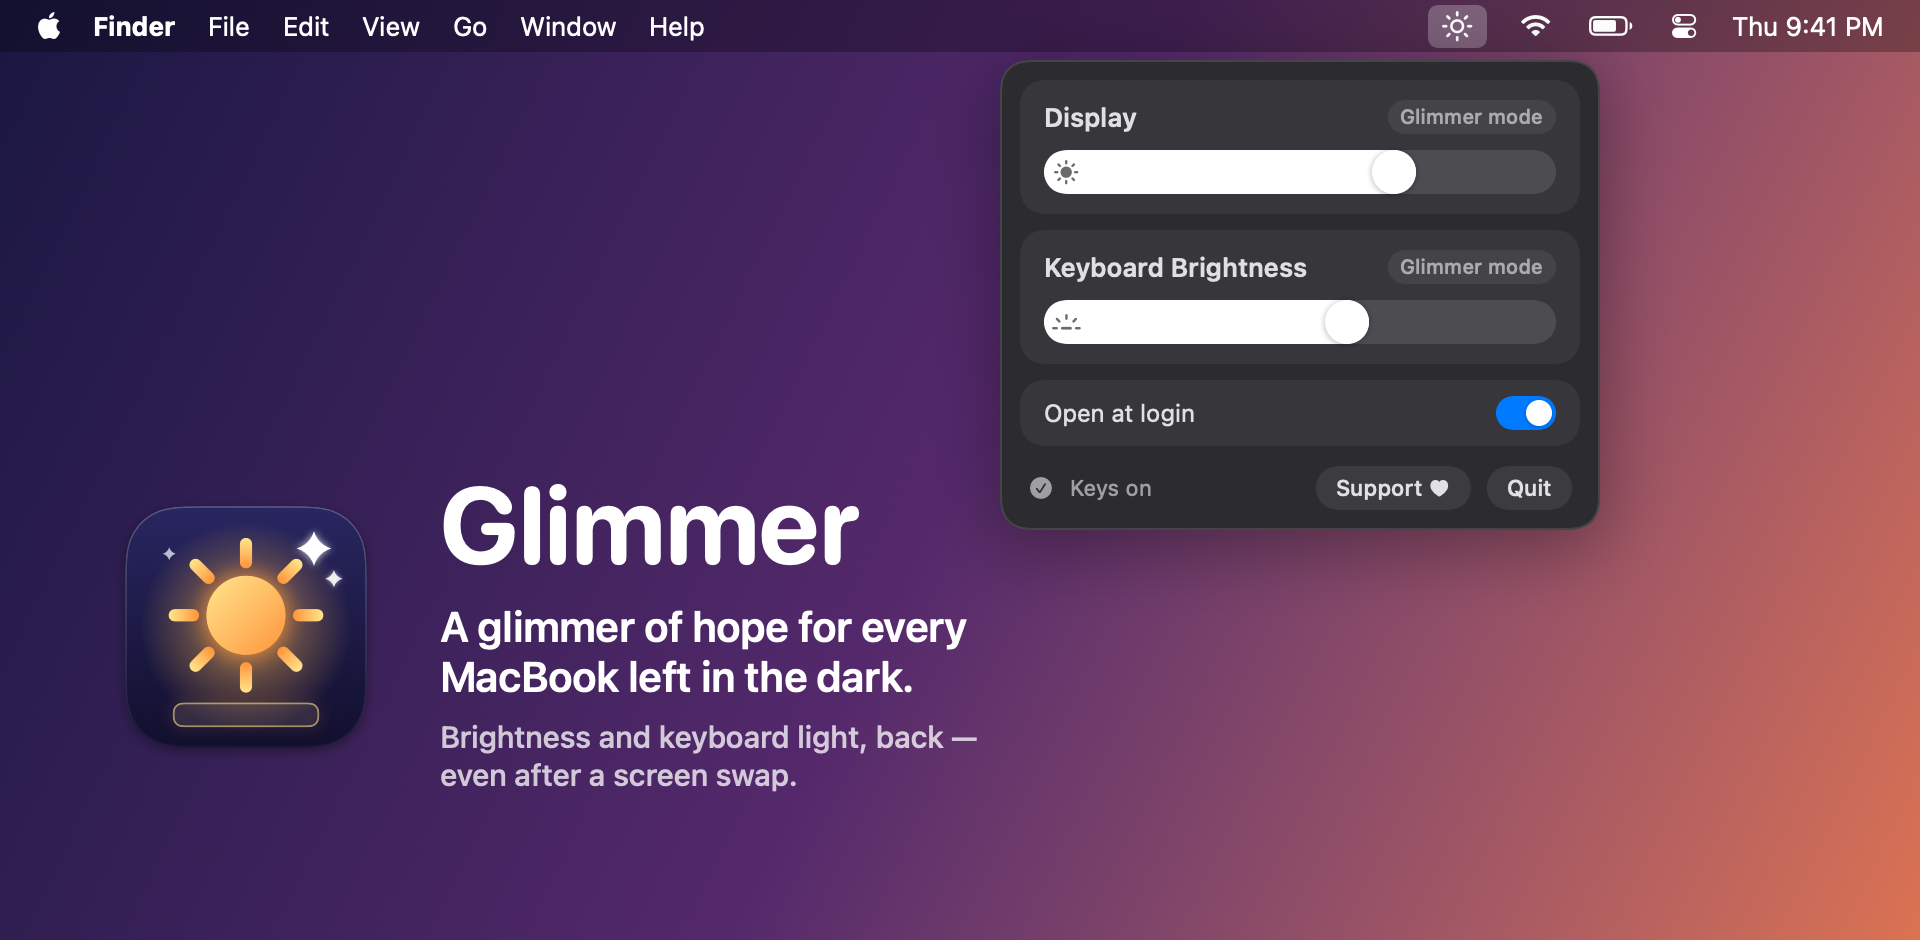 Finder File Edit View Go Window Help Thu 9:41 PM
Display Glimmer mode
Keyboard Brightness Glimmer mode
Open at login
Keys on Support Quit
Glimmer
A glimmer of hope for every
MacBook left in the dark.
Brightness and keyboard light, back —
even after a screen swap.